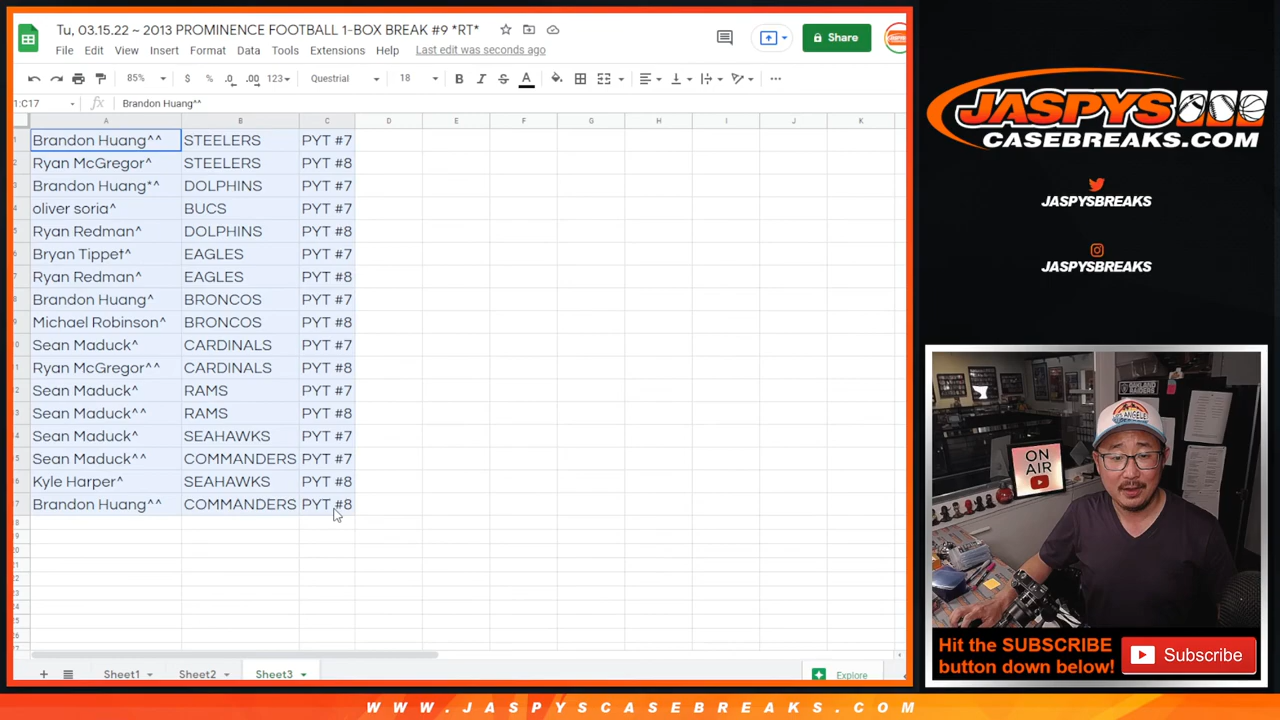 Tu, 03.15.22 ~ 2013 PROMINENCE FOOTBALL 1-BOX BREAK #9 *RT*
File Edit View Insert Format Data Tools Extensions Help Last edit was seconds ago
Share
85% $ % .0 .00 123 Questrial 18 B I S A
1:C17 fx Brandon Huang^^
A B C D E F G H I J K
Brandon Huang^^ STEELERS PYT #7
Ryan McGregor^ STEELERS PYT #8
Brandon Huang*^ DOLPHINS PYT #7
oliver soria^ BUCS PYT #7
Ryan Redman^ DOLPHINS PYT #8
Bryan Tippet^ EAGLES PYT #7
Ryan Redman^ EAGLES PYT #8
Brandon Huang^ BRONCOS PYT #7
Michael Robinson^ BRONCOS PYT #8
Sean Maduck^ CARDINALS PYT #7
Ryan McGregor^^ CARDINALS PYT #8
Sean Maduck^ RAMS PYT #7
Sean Maduck^^ RAMS PYT #8
Sean Maduck^ SEAHAWKS PYT #7
Sean Maduck^^ COMMANDERS PYT #7
Kyle Harper^ SEAHAWKS PYT #8
Brandon Huang^^ COMMANDERS PYT #8
Sheet1 Sheet2 Sheet3 Explore
JASPYS
CASEBREAKS.COM
JASPYSBREAKS
JASPYSBREAKS
OAKLAND
RAIDERS
ON
AIR
Hit the SUBSCRIBE
button down below!
Subscribe
WWW.JASPYSCASEBREAKS.COM